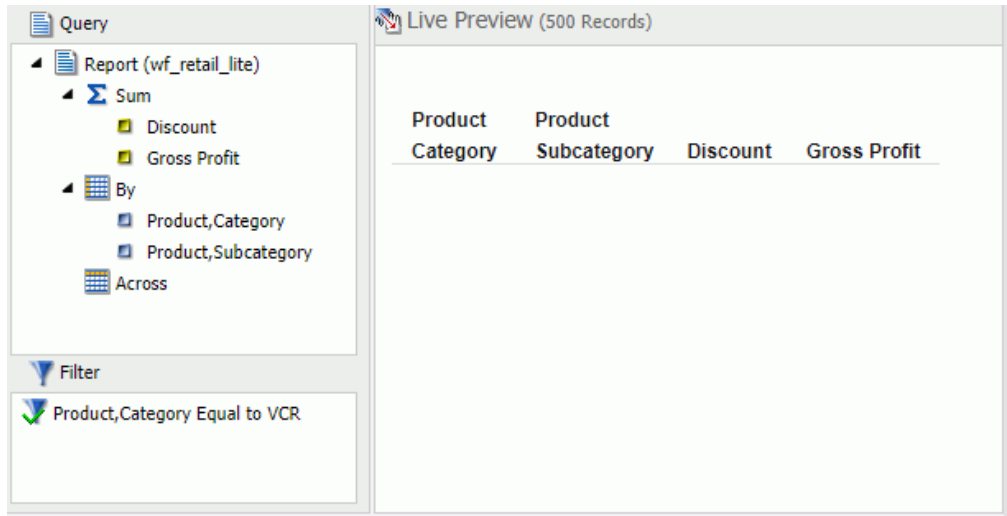 Query
Report (wf_retail_lite)
Sum
Discount
Gross Profit
By
Product,Category
Product,Subcategory
Across
Filter
Product,Category Equal to VCR
Live Preview (500 Records)
Product Product
Category Subcategory Discount Gross Profit